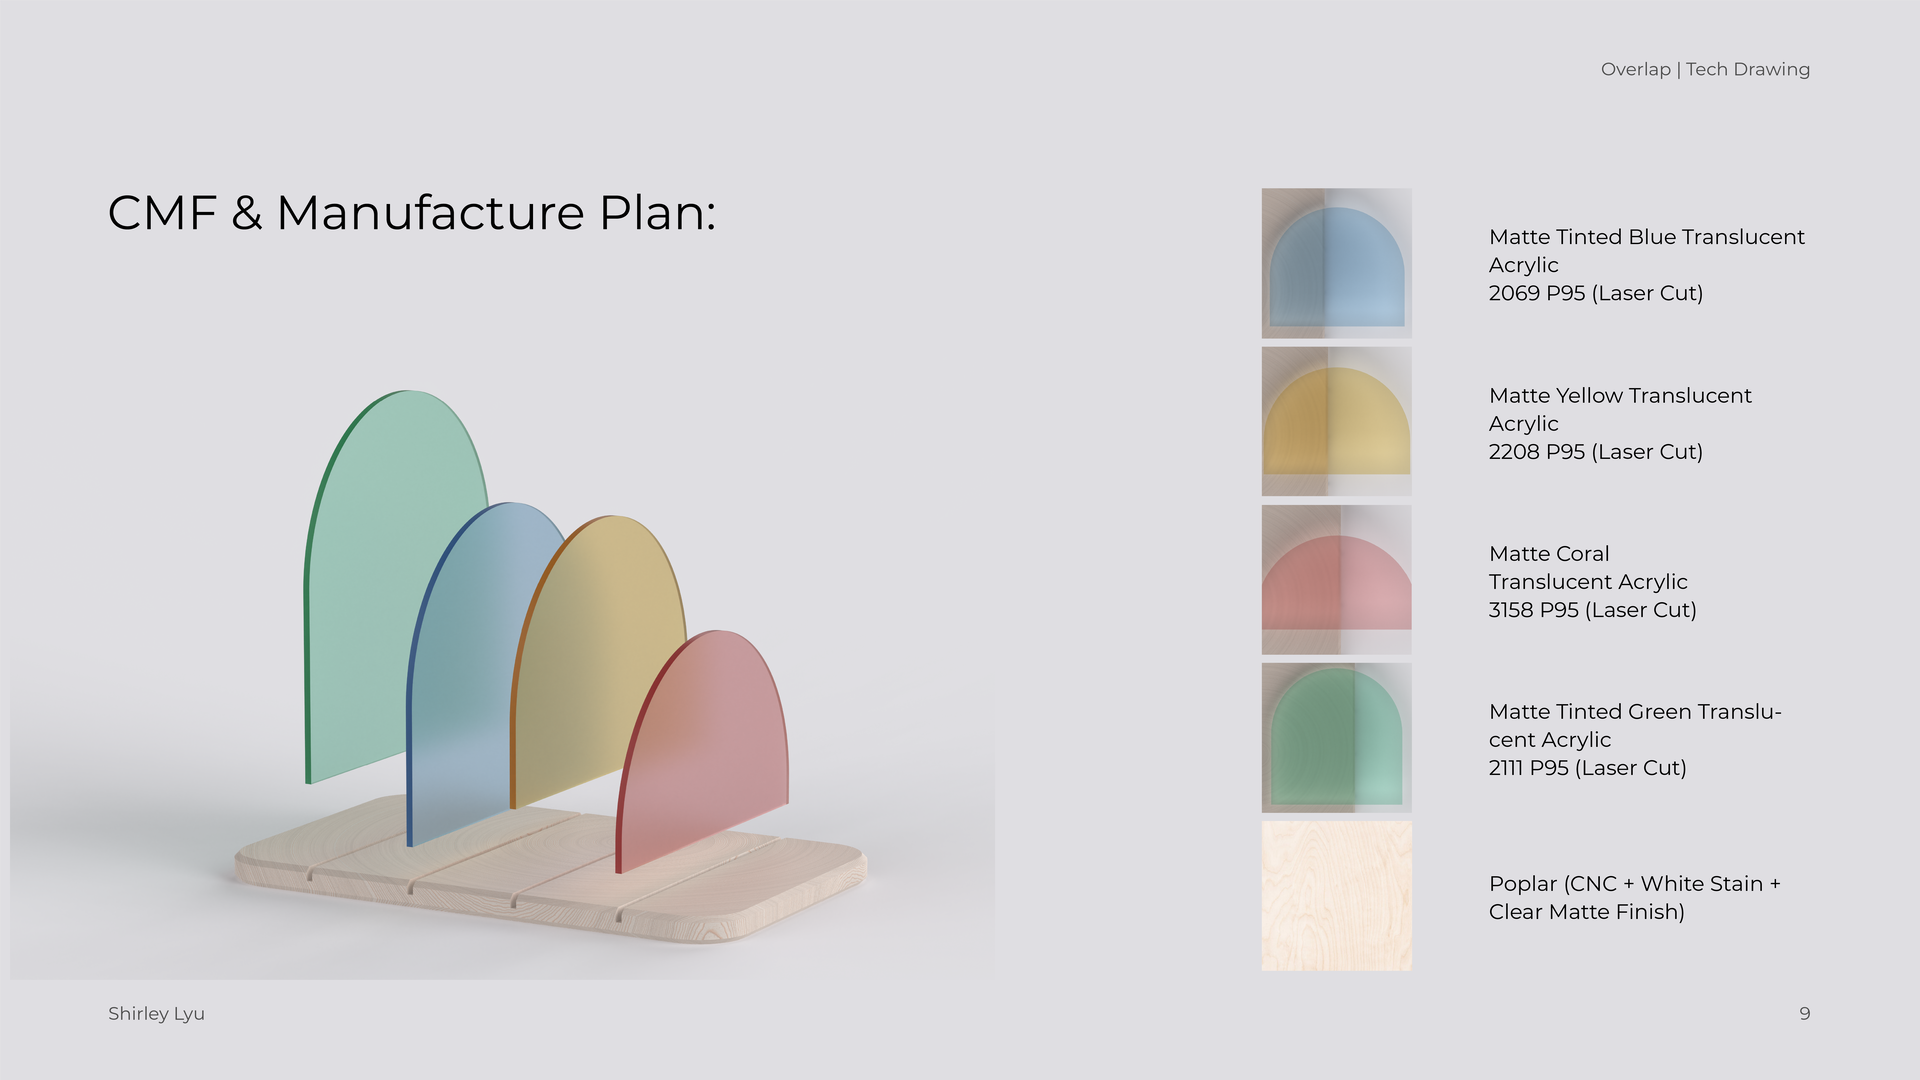 Overlap | Tech Drawing
CMF & Manufacture Plan:
Matte Tinted Blue Translucent
Acrylic
2069 P95 (Laser Cut)
Matte Yellow Translucent
Acrylic
2208 P95 (Laser Cut)
Matte Coral
Translucent Acrylic
3158 P95 (Laser Cut)
Matte Tinted Green Translu-
cent Acrylic
2111 P95 (Laser Cut)
Poplar (CNC + White Stain +
Clear Matte Finish)
Shirley Lyu
9